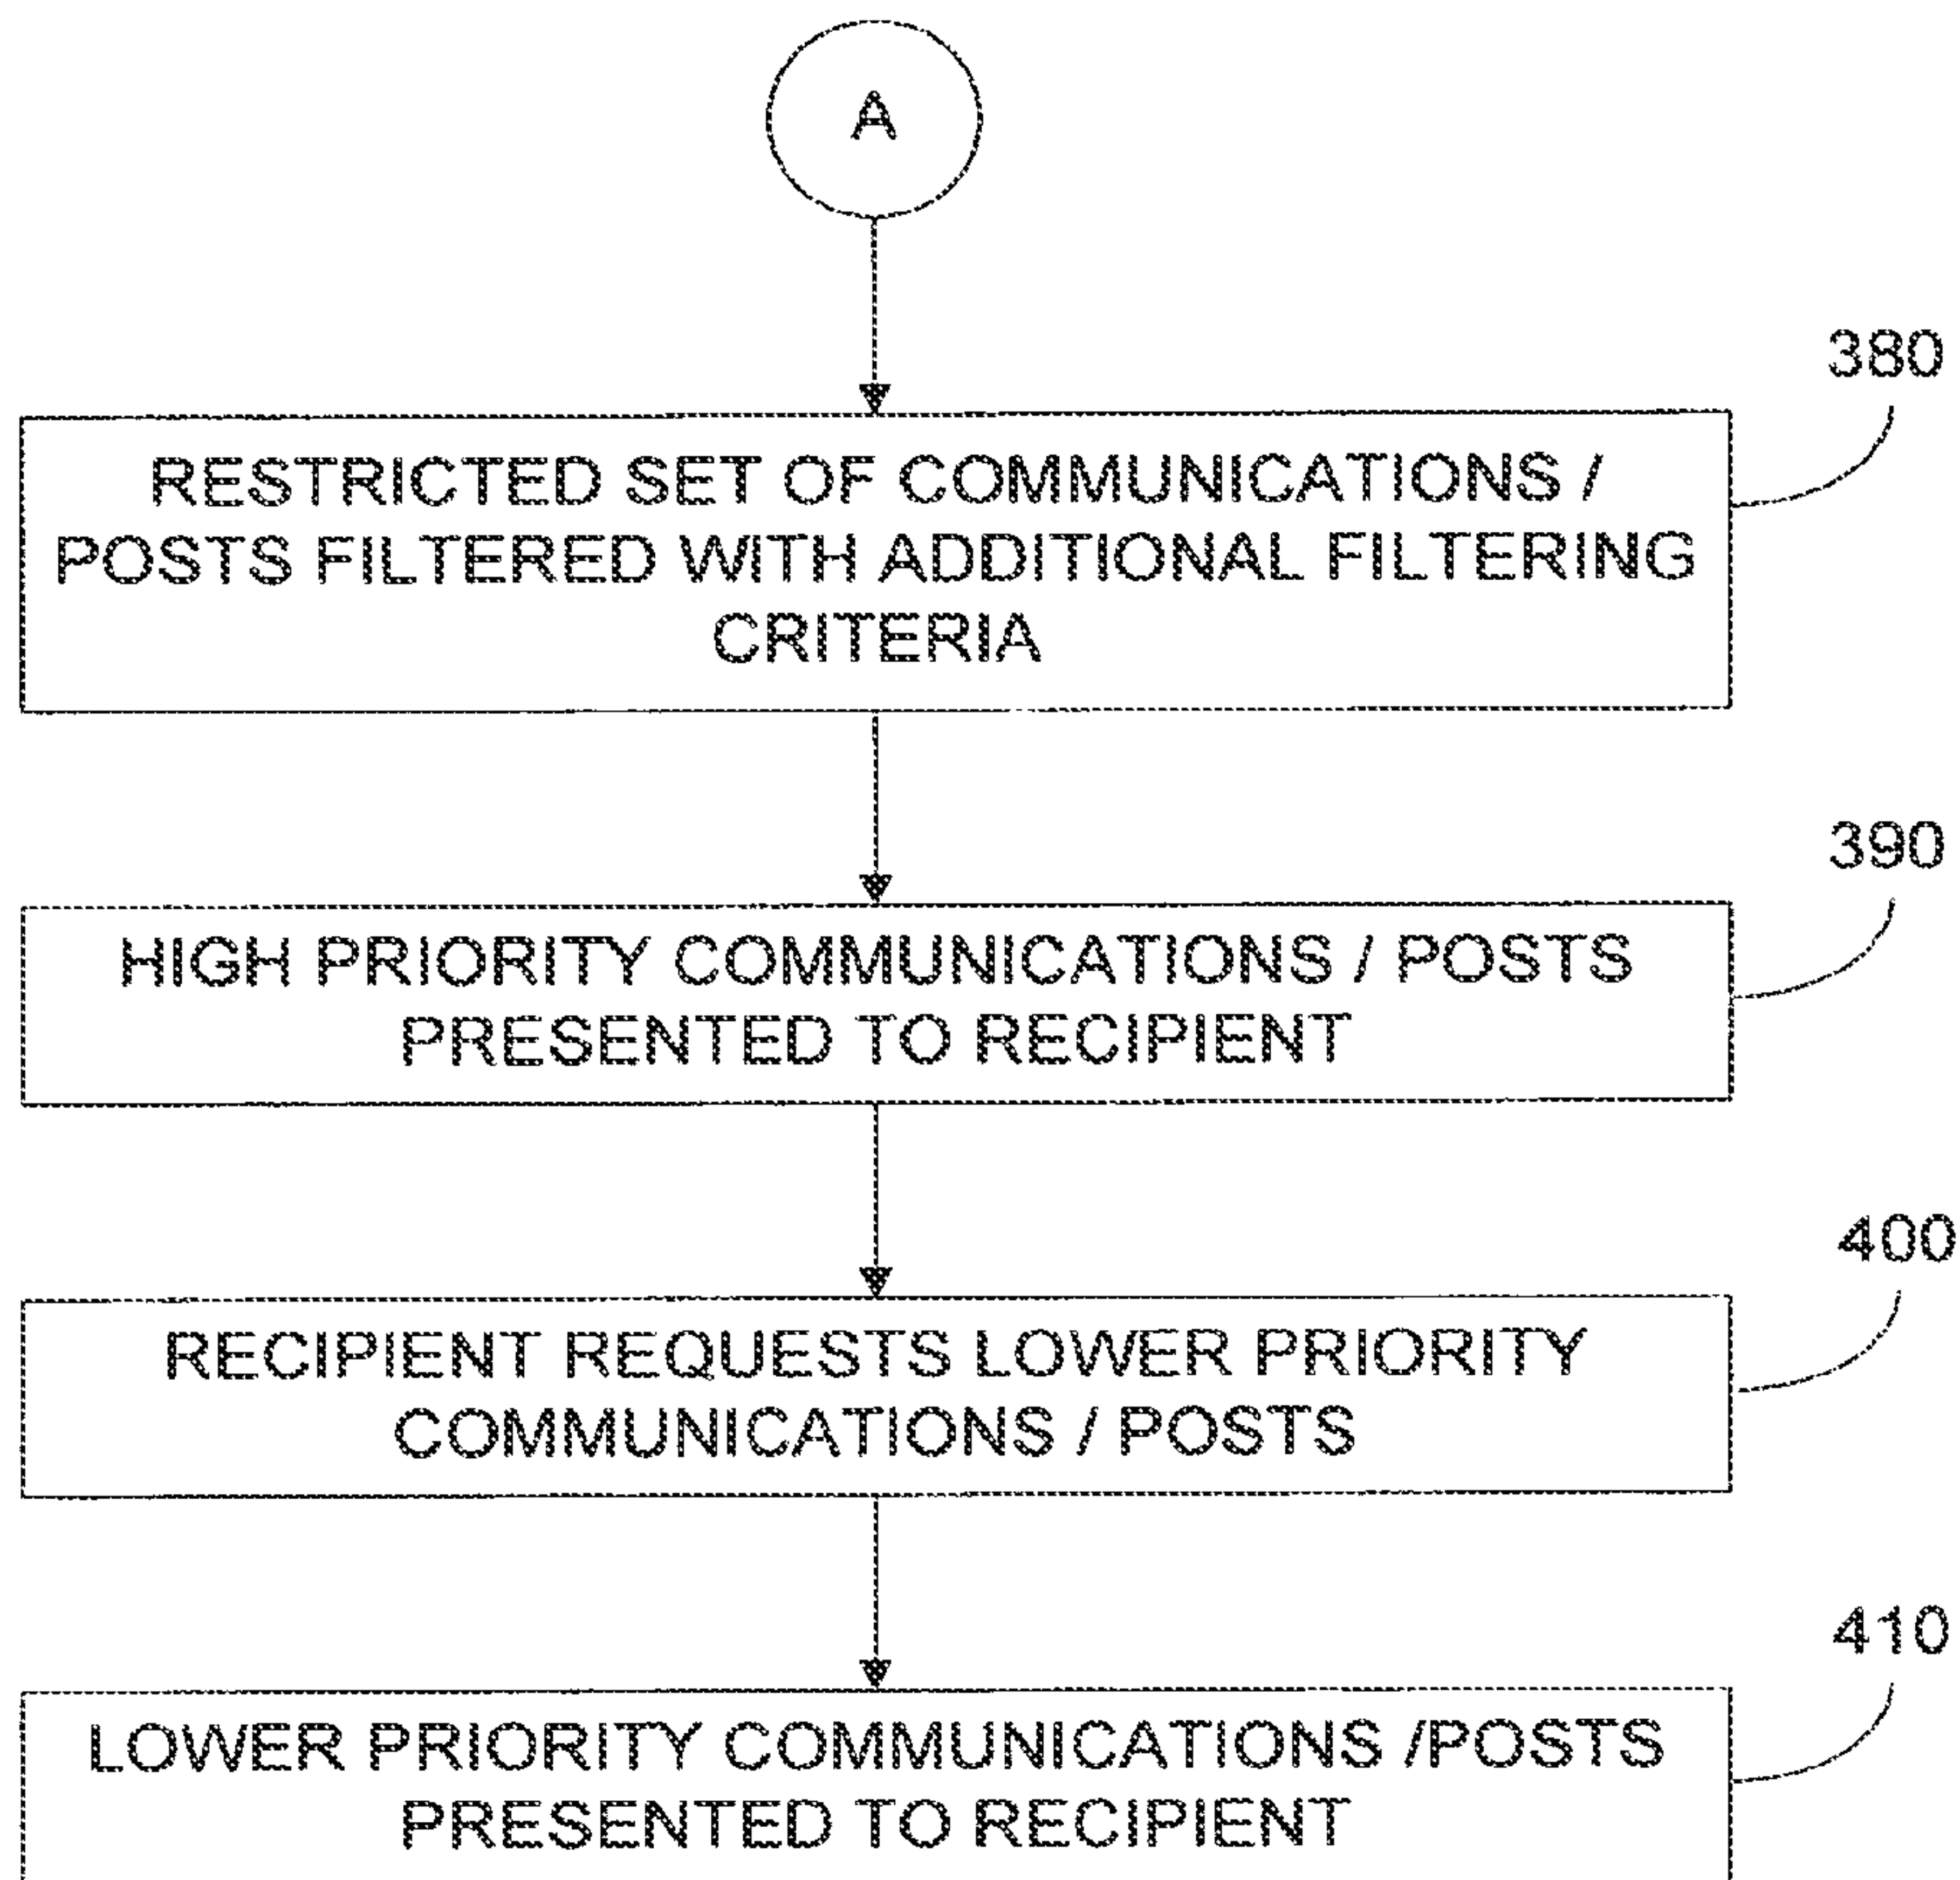 A
380
RESTRICTED SET OF COMMUNICATIONS /
POSTS FILTERED WITH ADDITIONAL FILTERING
CRITERIA
390
HIGH PRIORITY COMMUNICATIONS / POSTS
PRESENTED TO RECIPIENT
400
RECIPIENT REQUESTS LOWER PRIORITY
COMMUNICATIONS / POSTS
410
LOWER PRIORITY COMMUNICATIONS /POSTS
PRESENTED TO RECIPIENT